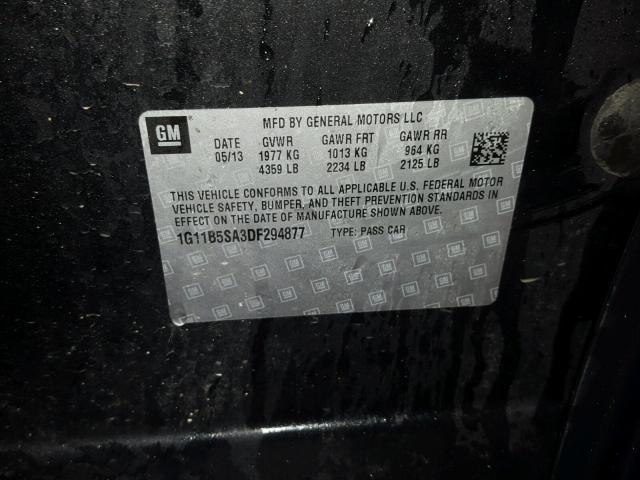 GM
MFD BY GENERAL MOTORS LLC
DATE GVWR GAWR FRT GAWR RR
05/13 1977 KG 1013 KG 964 KG
4359 LB 2234 LB 2125 LB
THIS VEHICLE CONFORMS TO ALL APPLICABLE U.S. FEDERAL MOTOR
VEHICLE SAFETY, BUMPER, AND THEFT PREVENTION STANDARDS IN
EFFECT ON THE DATE OF MANUFACTURE SHOWN ABOVE.
1G11B5SA3DF294877 TYPE: PASS CAR